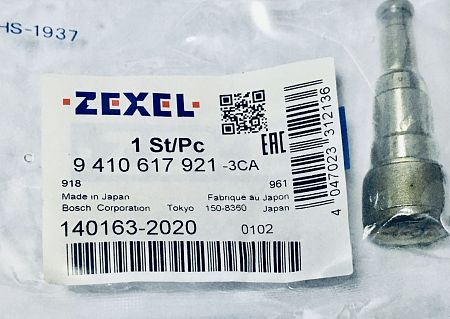 HS-1937
ZEXEL
1 St/Pc
EAC
9 410 617 921 -3CA
918 961
Made in Japan Fabriqué au Japon
Bosch Corporation Tokyo 150-8360 Japan
140163-2020 0102
4 047023 312136